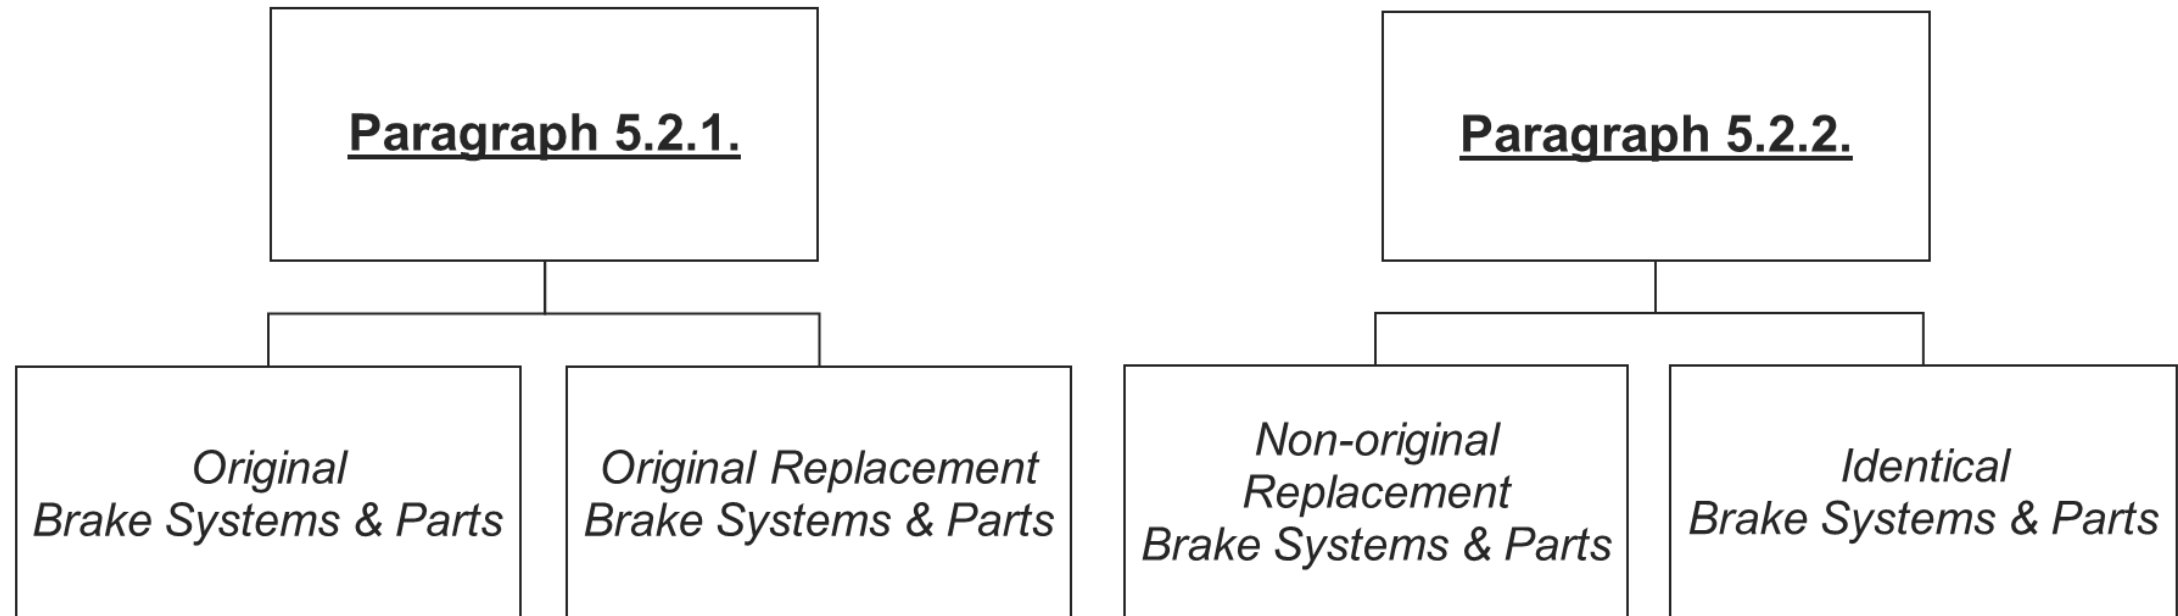 Paragraph 5.2.1.
Paragraph 5.2.2.
Original
Brake Systems & Parts
Original Replacement
Brake Systems & Parts
Non-original
Replacement
Brake Systems & Parts
Identical
Brake Systems & Parts